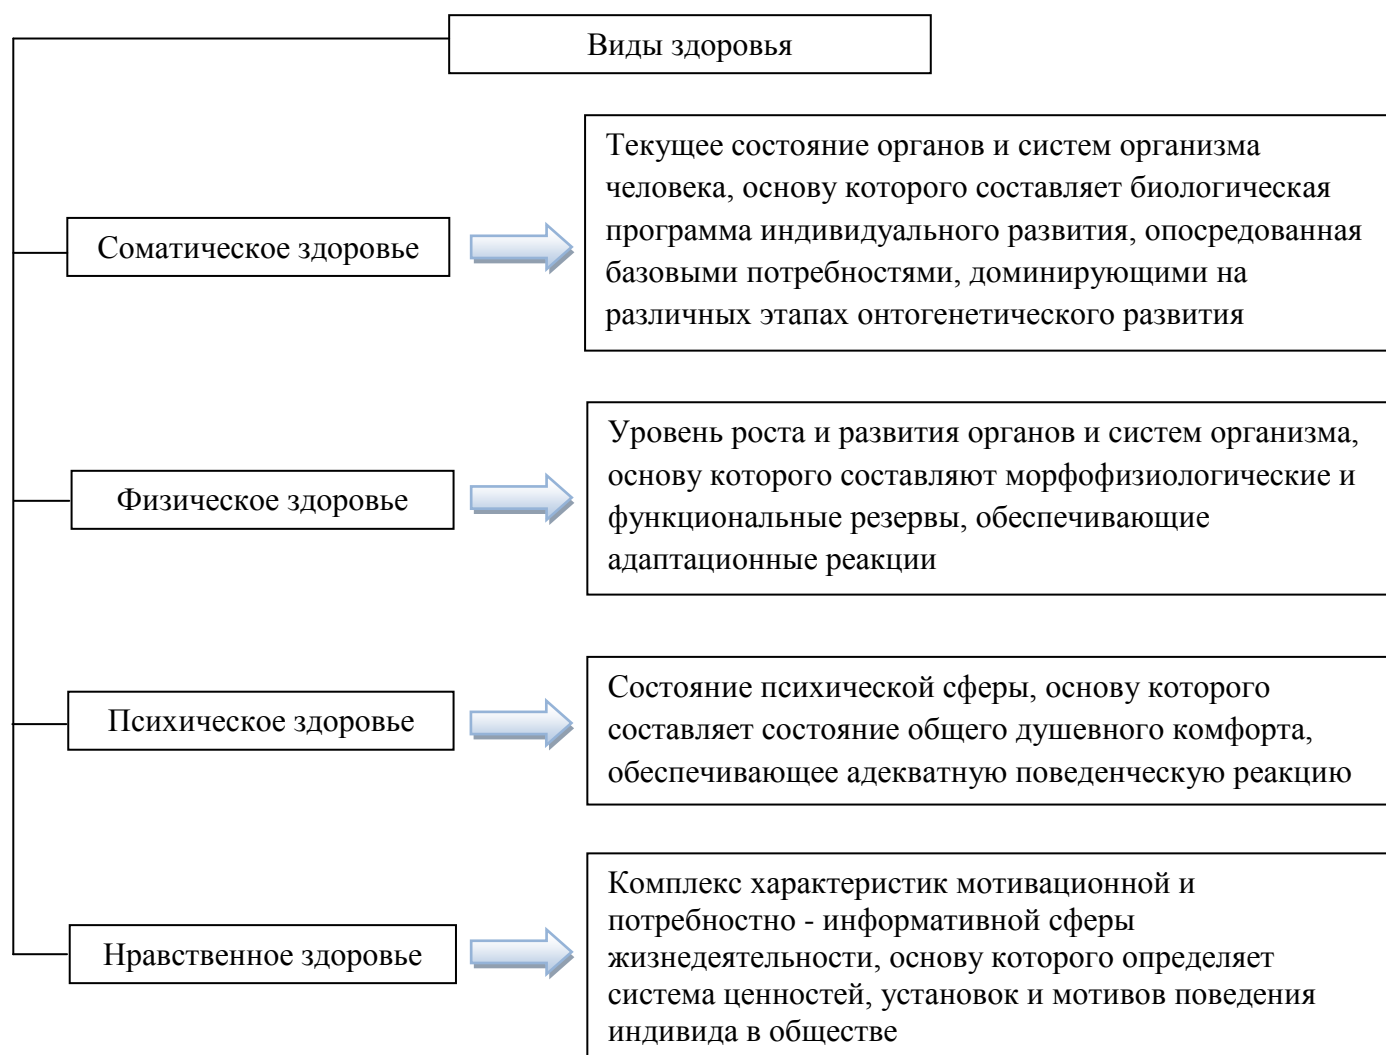 Виды здоровья
Соматическое здоровье
Текущее состояние органов и систем организма
человека, основу которого составляет биологическая
программа индивидуального развития, опосредованная
базовыми потребностями, доминирующими на
различных этапах онтогенетического развития
Физическое здоровье
Уровень роста и развития органов и систем организма,
основу которого составляют морфофизиологические и
функциональные резервы, обеспечивающие
адаптационные реакции
Психическое здоровье
Состояние психической сферы, основу которого
составляет состояние общего душевного комфорта,
обеспечивающее адекватную поведенческую реакцию
Нравственное здоровье
Комплекс характеристик мотивационной и
потребностно - информативной сферы
жизнедеятельности, основу которого определяет
система ценностей, установок и мотивов поведения
индивида в обществе